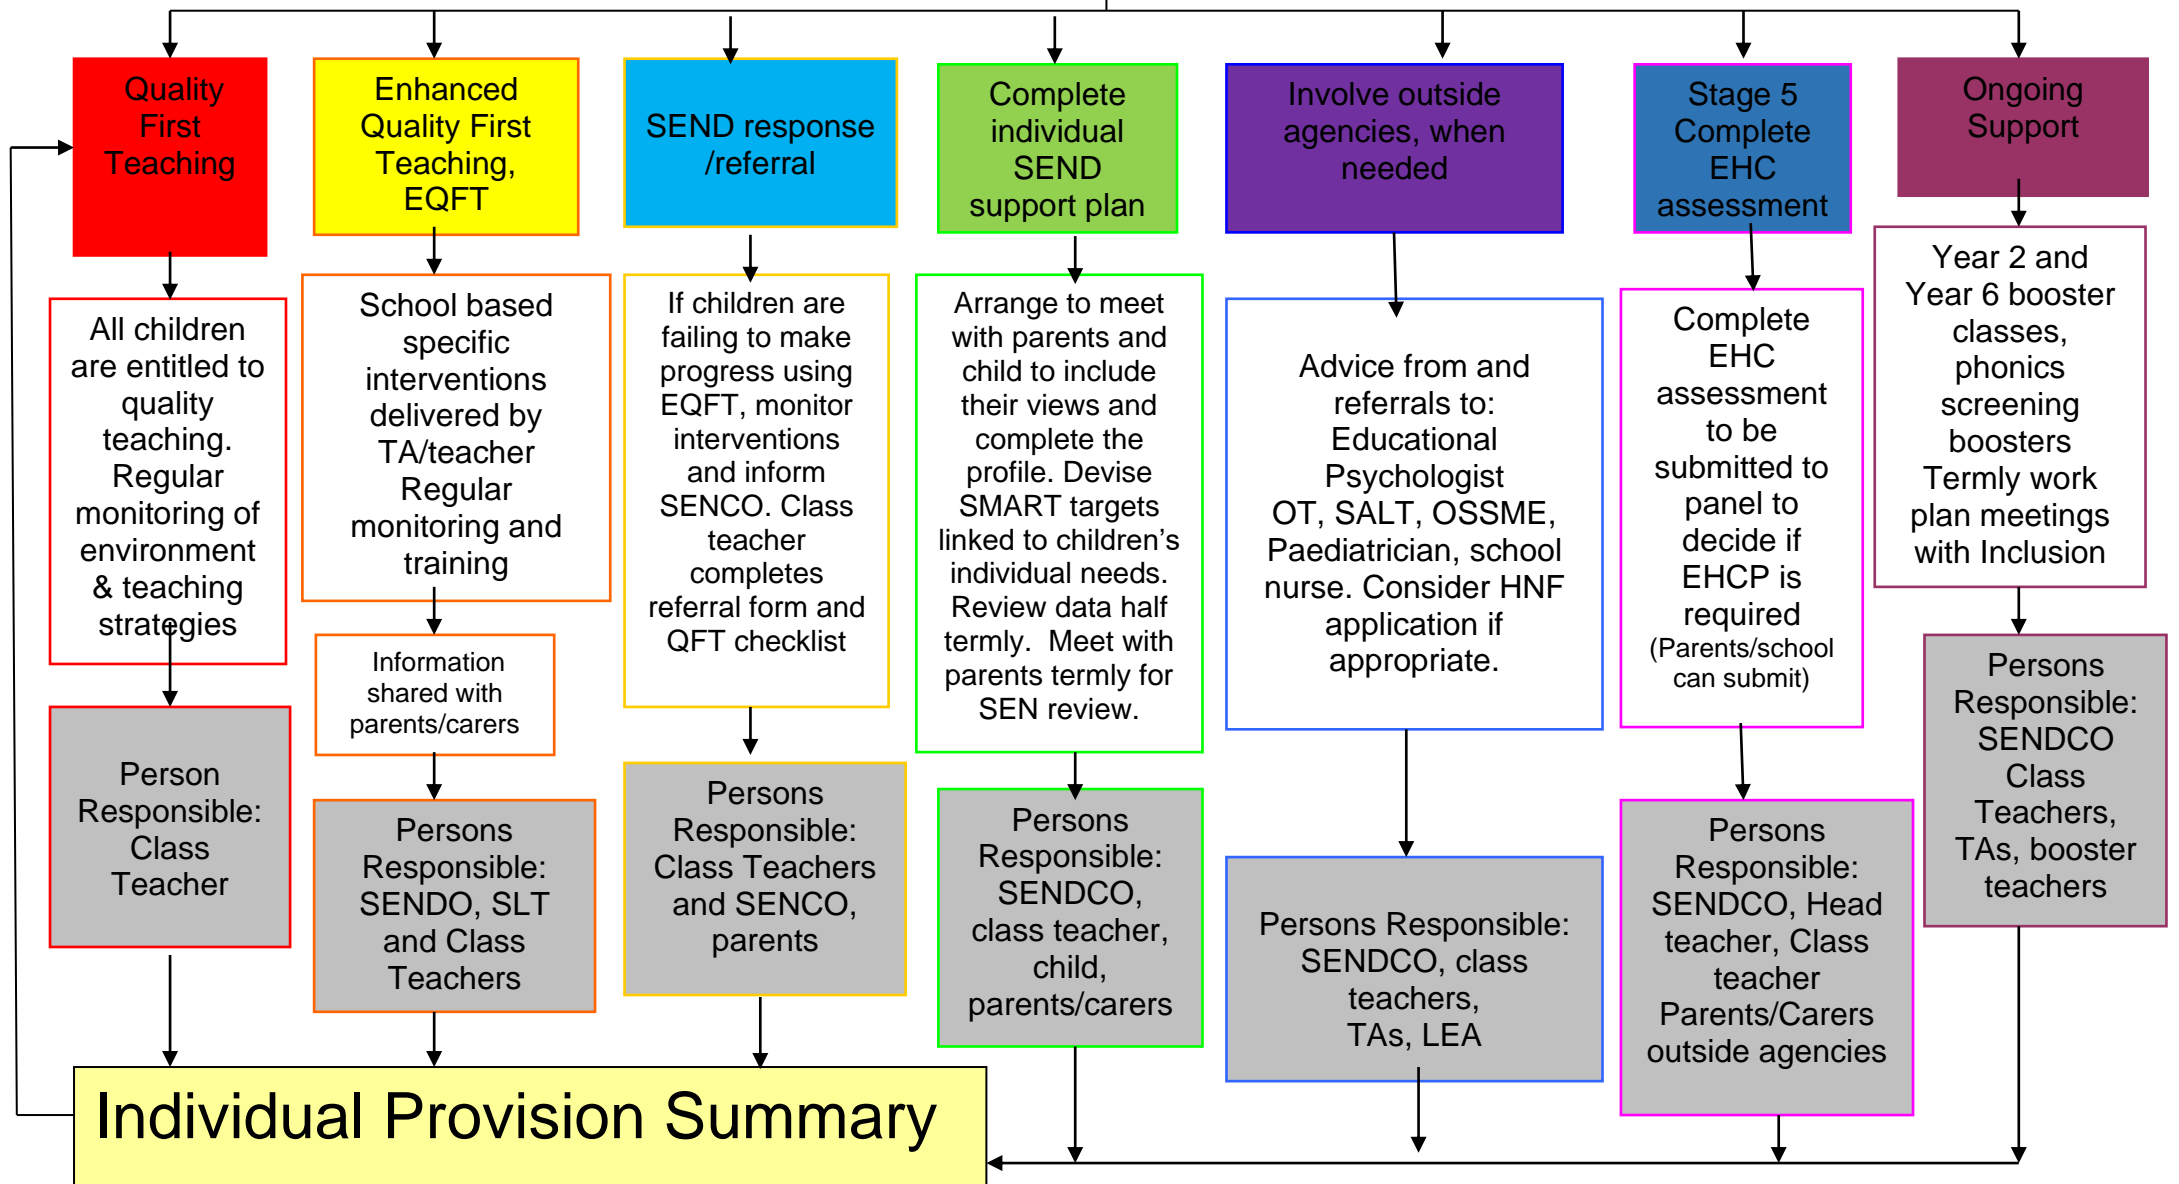 Quality
First
Teaching
Enhanced
Quality First
Teaching,
EQFT
SEND response
/referral
Complete
individual
SEND
support plan
Involve outside
agencies, when
needed
Stage 5
Complete
EHC
assessment
Ongoing
Support
All children
are entitled to
quality
teaching.
Regular
monitoring of
environment
& teaching
strategies
School based
specific
interventions
delivered by
TA/teacher
Regular
monitoring and
training
Information
shared with
parents/carers
If children are
failing to make
progress using
EQFT, monitor
interventions
and inform
SENCO. Class
teacher
completes
referral form and
QFT checklist
Arrange to meet
with parents and
child to include
their views and
complete the
profile. Devise
SMART targets
linked to children’s
individual needs.
Review data half
termly.  Meet with
parents termly for
SEN review.
Advice from and
referrals to:
Educational
Psychologist
OT, SALT, OSSME,
Paediatrician, school
nurse. Consider HNF
application if
appropriate.
Complete
EHC
assessment
to be
submitted to
panel to
decide if
EHCP is
required
(Parents/school
can submit)
Year 2 and
Year 6 booster
classes,
phonics
screening
boosters
Termly work
plan meetings
with Inclusion
Person
Responsible:
Class
Teacher
Persons
Responsible:
SENDO, SLT
and Class
Teachers
Persons
Responsible:
Class Teachers
and SENCO,
parents
Persons
Responsible:
SENDCO,
class teacher,
child,
parents/carers
Persons Responsible:
SENDCO, class
teachers,
TAs, LEA
Persons
Responsible:
SENDCO, Head
teacher, Class
teacher
Parents/Carers
outside agencies
Persons
Responsible:
SENDCO
Class
Teachers,
TAs, booster
teachers
Individual Provision Summary